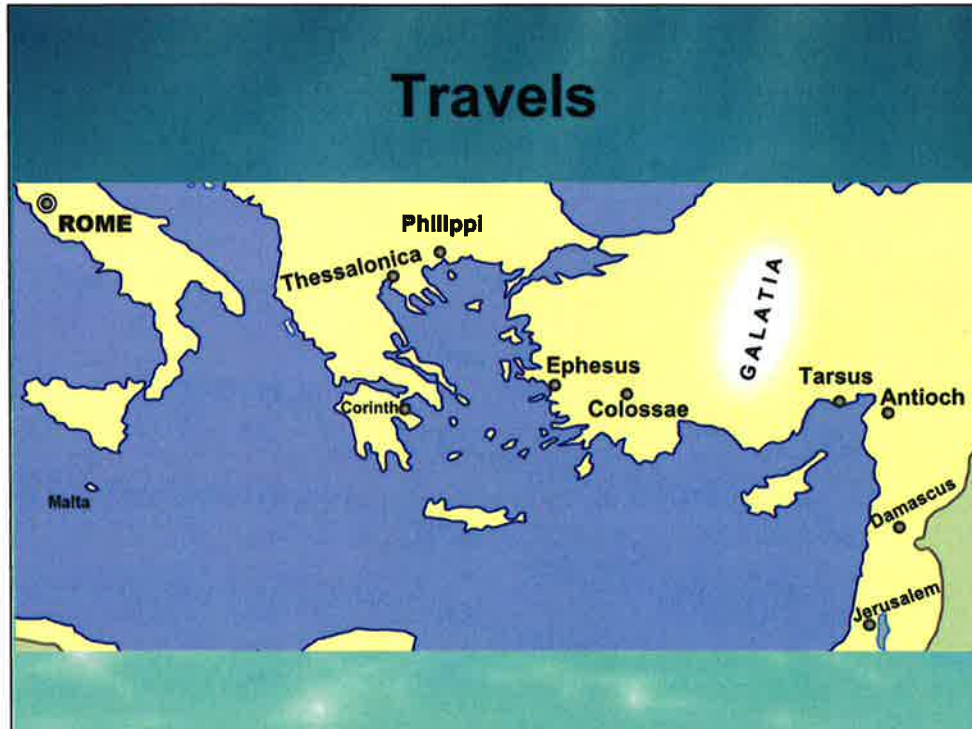 Travels
ROME
Philippi
Thessalonica
GALATIA
Ephesus
Tarsus
Antioch
Colossae
Corinth
Malta
Damascus
Jerusalem